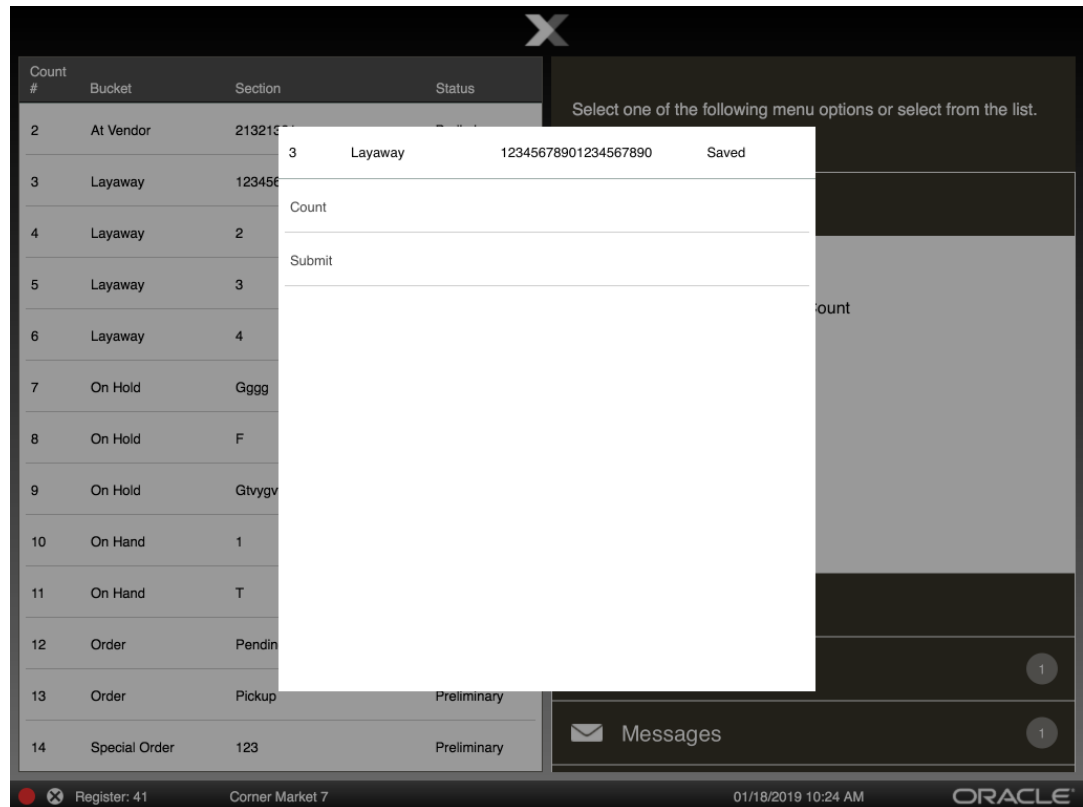 Count
# Bucket Section Status
Select one of the following menu options or select from the list.
2 At Vendor
3 Layaway 123456
4 Layaway 2
5 Layaway 3
6 Layaway 4
7 On Hold Gggg
8 On Hold F
9 On Hold Gtvygv
10 On Hand 1
11 On Hand T
12 Order Pendin
13 Order Pickup Preliminary
14 Special Order 123 Preliminary
3 Layaway 12345678901234567890 Saved
Count
Submit
ount
1
Messages 1
Register: 41 Corner Market 7 01/18/2019 10:24 AM ORACLE